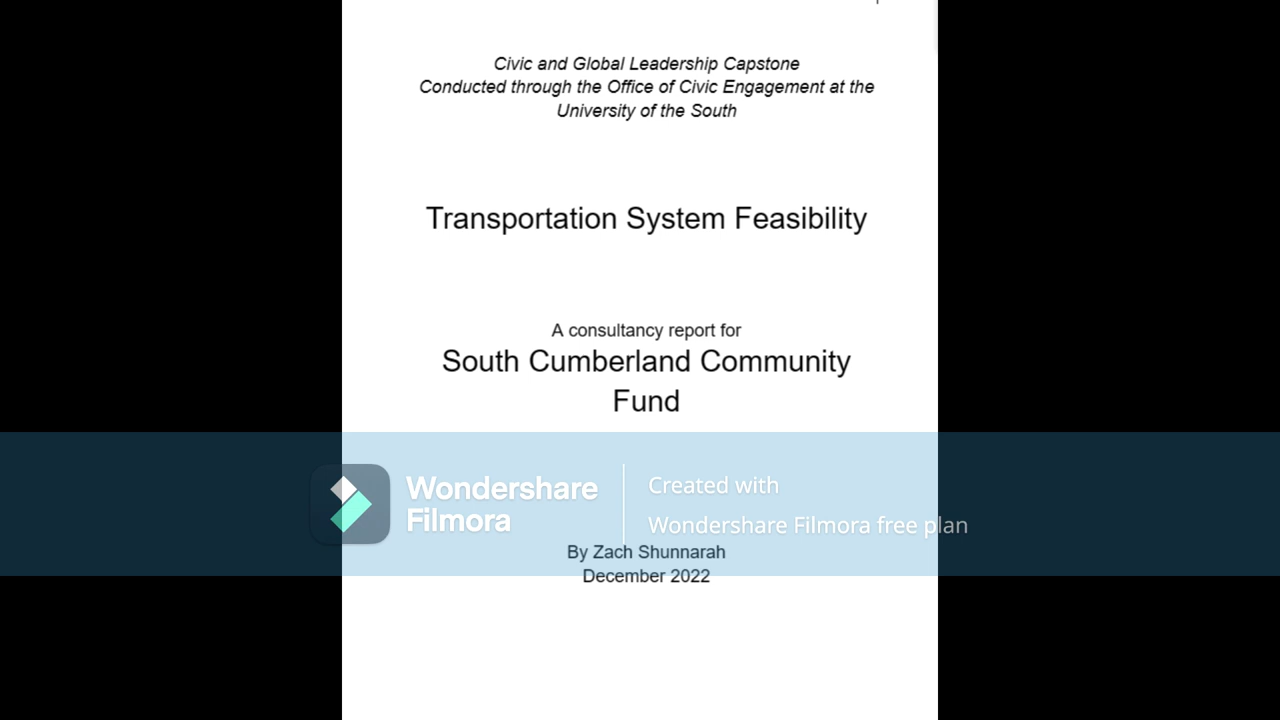 Civic and Global Leadership Capstone
Conducted through the Office of Civic Engagement at the
University of the South
Transportation System Feasibility
A consultancy report for
South Cumberland Community
Fund
Wondershare
Filmora
Created with
Wondershare Filmora free plan
By Zach Shunnarah
December 2022